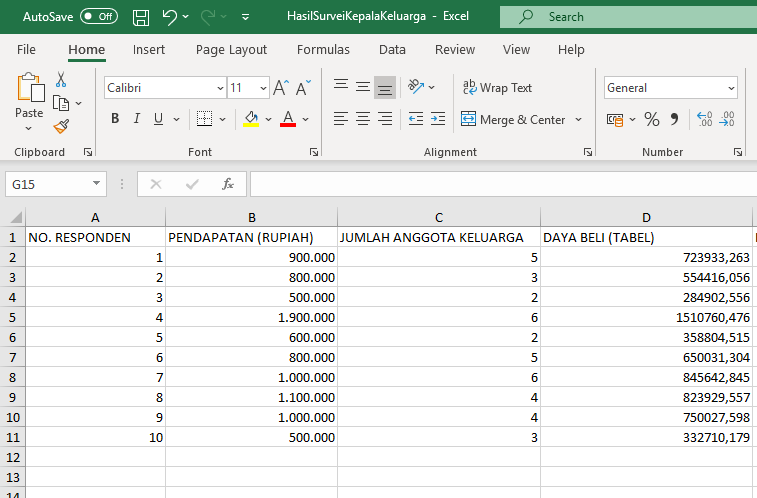 AutoSave Off HasilSurveiKepalaKeluarga - Excel Search
File Home Insert Page Layout Formulas Data Review View Help
Calibri 11 A A ab Wrap Text General
Paste B I U A Merge & Center % 9 ,00 ,00
Clipboard Font Alignment Number
G15 fx
A B C D
1 NO. RESPONDEN PENDAPATAN (RUPIAH) JUMLAH ANGGOTA KELUARGA DAYA BELI (TABEL)
2 1 900.000 5 723933,263
3 2 800.000 3 554416,056
4 3 500.000 2 284902,556
5 4 1.900.000 6 1510760,476
6 5 600.000 2 358804,515
7 6 800.000 5 650031,304
8 7 1.000.000 6 845642,845
9 8 1.100.000 4 823929,557
10 9 1.000.000 4 750027,598
11 10 500.000 3 332710,179
12
13
14